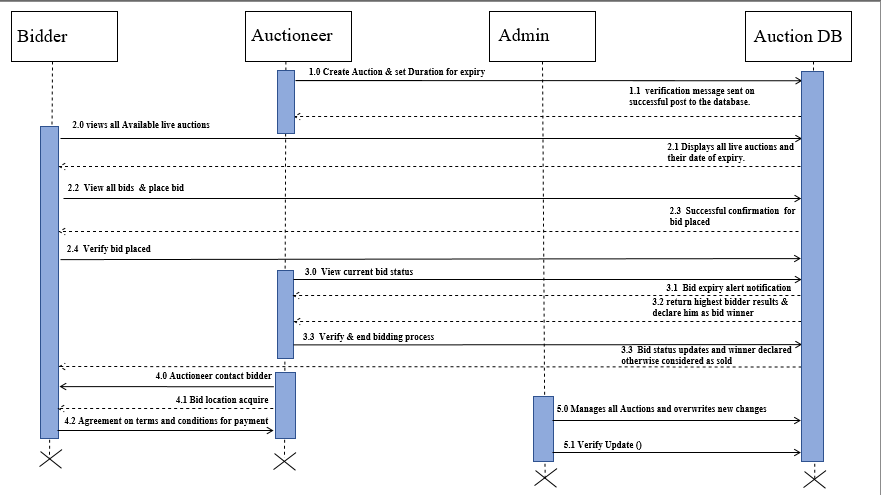 Bidder
Auctioneer
Admin
Auction DB
1.0 Create Auction & set Duration for expiry
1.1 verification message sent on
successful post to the database.
2.0 views all Available live auctions
2.1 Displays all live auctions and
their date of expiry.
2.2 View all bids & place bid
2.3 Successful confirmation for
bid placed
2.4 Verify bid placed
3.0 View current bid status
3.1 Bid expiry alert notification
3.2 return highest bidder results &
declare him as bid winner
3.3 Verify & end bidding process
3.3 Bid status updates and winner declared
otherwise considered as sold
4.0 Auctioneer contact bidder
4.1 Bid location acquire
4.2 Agreement on terms and conditions for payment
5.0 Manages all Auctions and overwrites new changes
5.1 Verify Update ()